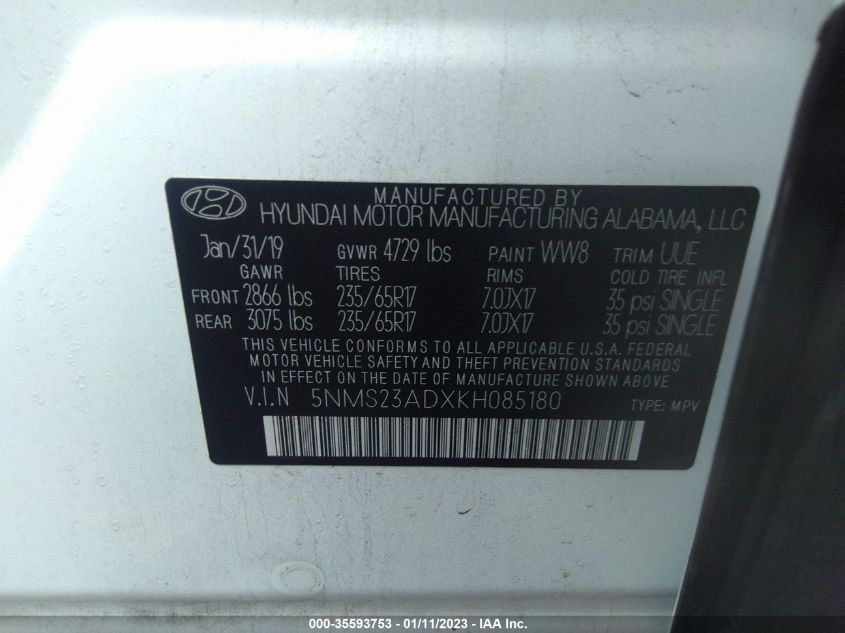 MANUFACTURED BY
HYUNDAI MOTOR MANUFACTURING ALABAMA, LLC
Jan/31/19 GVWR 4729 lbs PAINT WW8 TRIM UUE
GAWR TIRES RIMS COLD TIRE INFL
FRONT 2866 lbs 235/65R17 7.0JX17 35 psi SINGLE
REAR 3075 lbs 235/65R17 7.0JX17 35 psi SINGLE
THIS VEHICLE CONFORMS TO ALL APPLICABLE U.S.A. FEDERAL
MOTOR VEHICLE SAFETY AND THEFT PREVENTION STANDARDS
IN EFFECT ON THE DATE OF MANUFACTURE SHOWN ABOVE
V.I.N 5NMS23ADXKH085180 TYPE: MPV
000-35593753 - 01/11/2023 - IAA Inc.